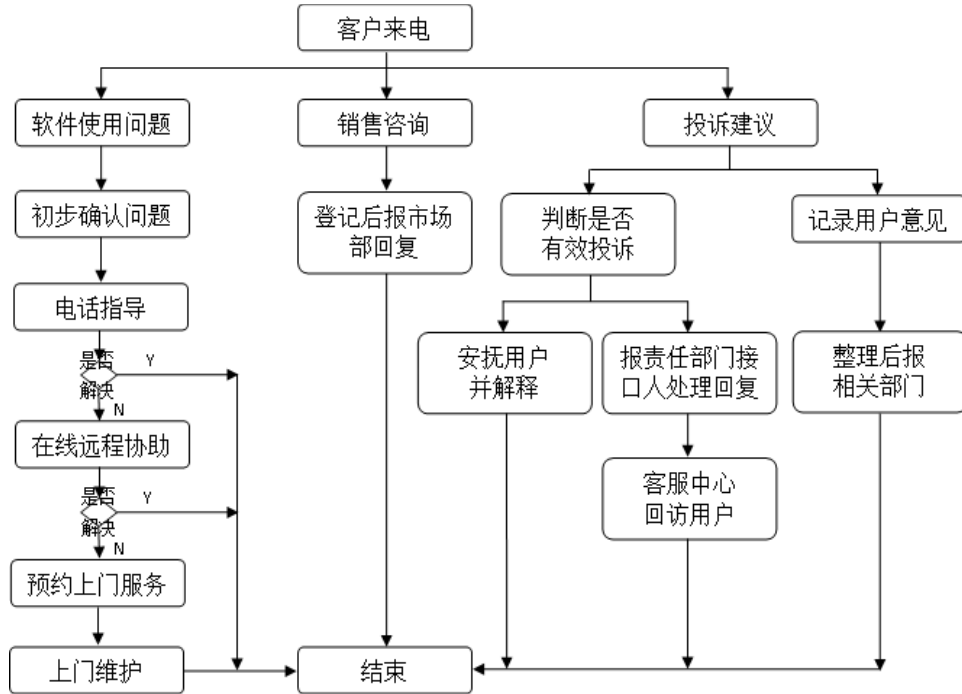 客户来电
软件使用问题
销售咨询
投诉建议
初步确认问题
登记后报市场
部回复
判断是否
有效投诉
记录用户意见
电话指导
安抚用户
并解释
报责任部门接
口人处理回复
整理后报
相关部门
是否
解决
Y
N
在线远程协助
客服中心
回访用户
是否
解决
Y
N
预约上门服务
上门维护
结束